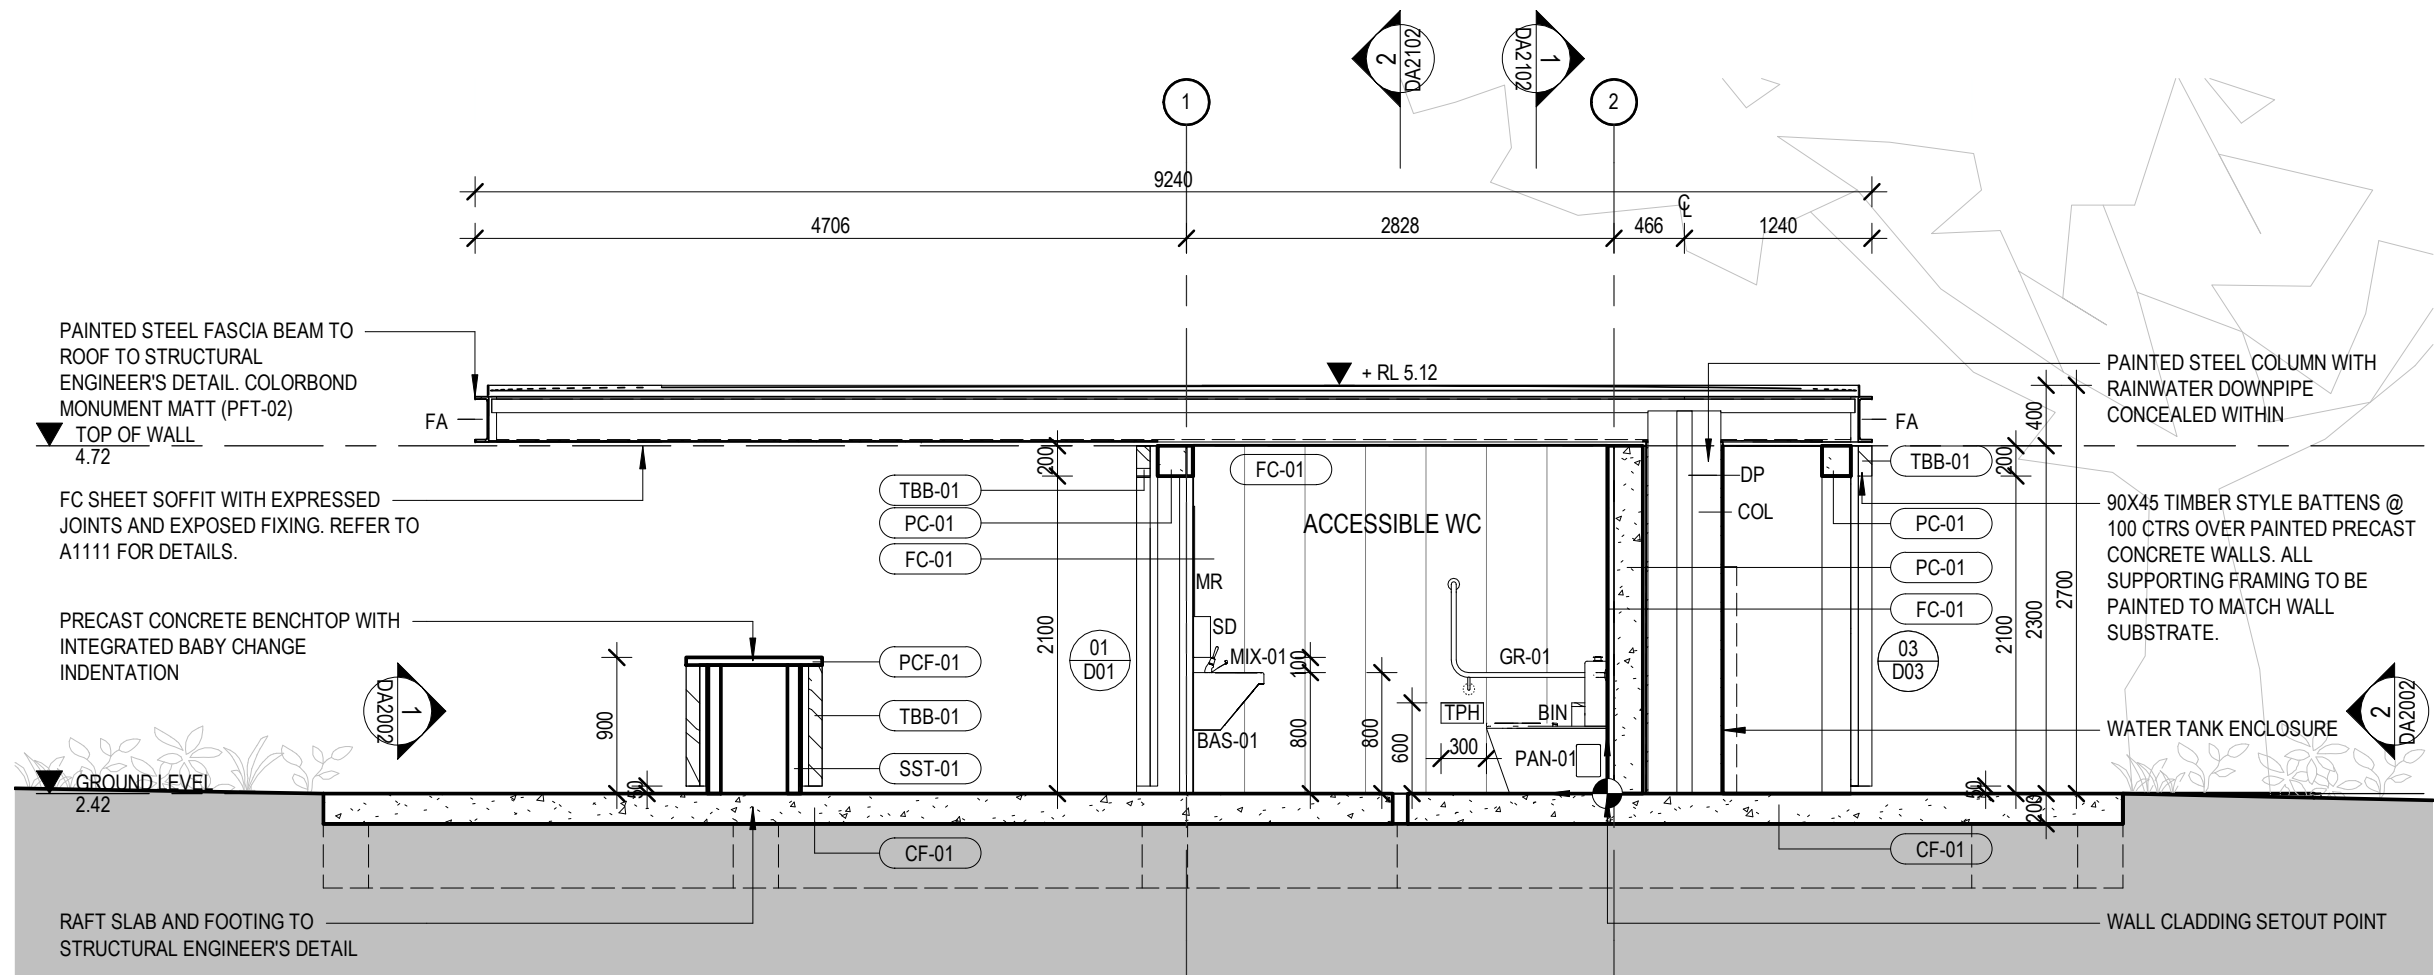 2
DA2102
1
DA2102
1
2
9240
4706
2828
466
CL
1240
PAINTED STEEL FASCIA BEAM TO
ROOF TO STRUCTURAL
ENGINEER'S DETAIL. COLORBOND
MONUMENT MATT (PFT-02)
FA
TOP OF WALL
4.72
FC SHEET SOFFIT WITH EXPRESSED
JOINTS AND EXPOSED FIXING. REFER TO
A1111 FOR DETAILS.
PRECAST CONCRETE BENCHTOP WITH
INTEGRATED BABY CHANGE
INDENTATION
1
DA2002
GROUND LEVEL
2.42
RAFT SLAB AND FOOTING TO
STRUCTURAL ENGINEER'S DETAIL
900
50
TBB-01
PC-01
FC-01
PCF-01
TBB-01
SST-01
CF-01
200
2100
01
D01
+ RL 5.12
FC-01
ACCESSIBLE WC
MR
SD
MIX-01
BAS-01
100
800
800
600
GR-01
TPH
BIN
300
PAN-01
DP
COL
FA
TBB-01
PC-01
PC-01
FC-01
03
D03
CF-01
200
2100
50
400
2300
200
2700
PAINTED STEEL COLUMN WITH
RAINWATER DOWNPIPE
CONCEALED WITHIN
90X45 TIMBER STYLE BATTENS @
100 CTRS OVER PAINTED PRECAST
CONCRETE WALLS. ALL
SUPPORTING FRAMING TO BE
PAINTED TO MATCH WALL
SUBSTRATE.
WATER TANK ENCLOSURE
2
DA2002
WALL CLADDING SETOUT POINT